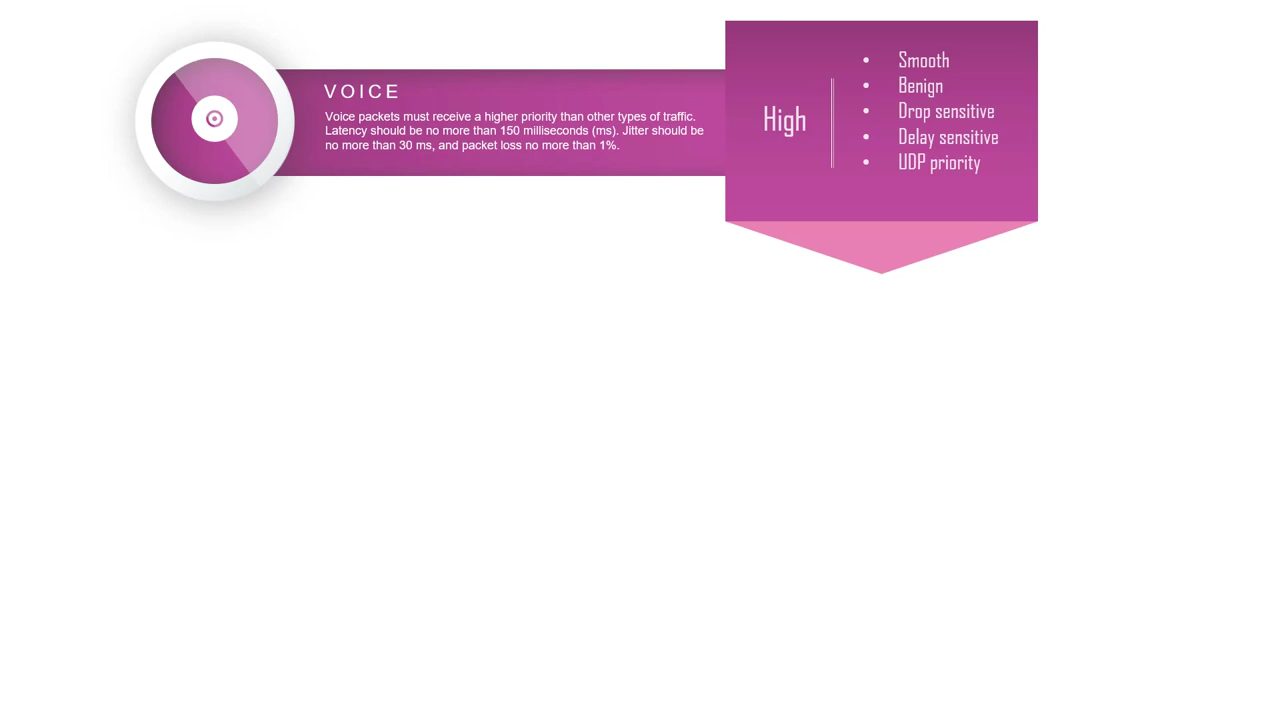 VOICE
Voice packets must receive a higher priority than other types of traffic.
Latency should be no more than 150 milliseconds (ms). Jitter should be
no more than 30 ms, and packet loss no more than 1%.
High
• Smooth
• Benign
• Drop sensitive
• Delay sensitive
• UDP priority